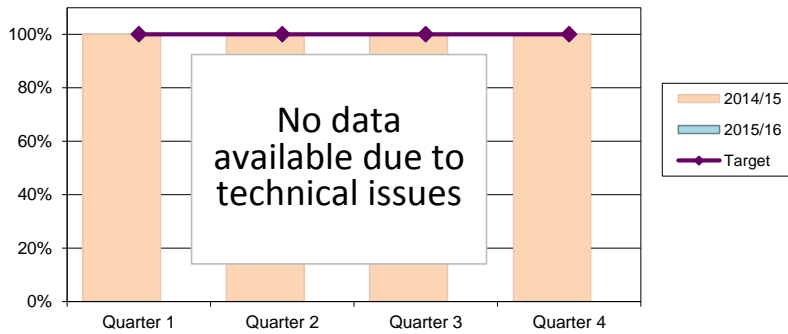 100%
80%
60%
40%
20%
0%
No data
available due to
technical issues
Quarter 1 Quarter 2 Quarter 3 Quarter 4
2014/15
2015/16
Target